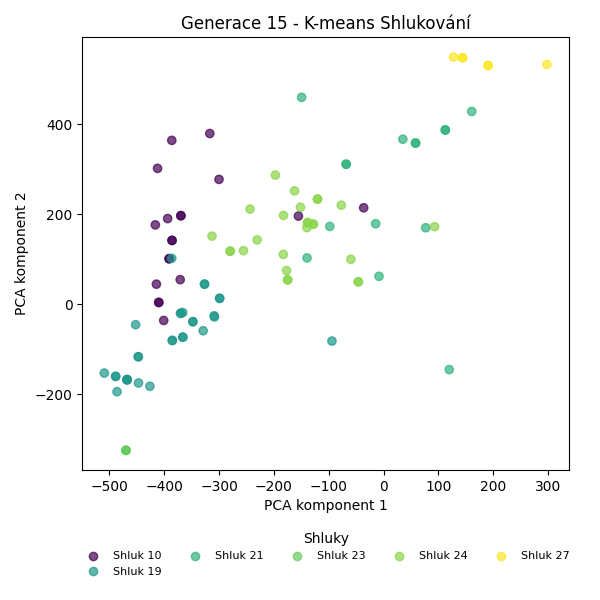 Generace 15 - K-means Shlukování
400
200
0
−200
PCA komponent 2
−500 −400 −300 −200 −100 0 100 200 300
PCA komponent 1
Shluky
Shluk 10 Shluk 21 Shluk 23 Shluk 24 Shluk 27
Shluk 19